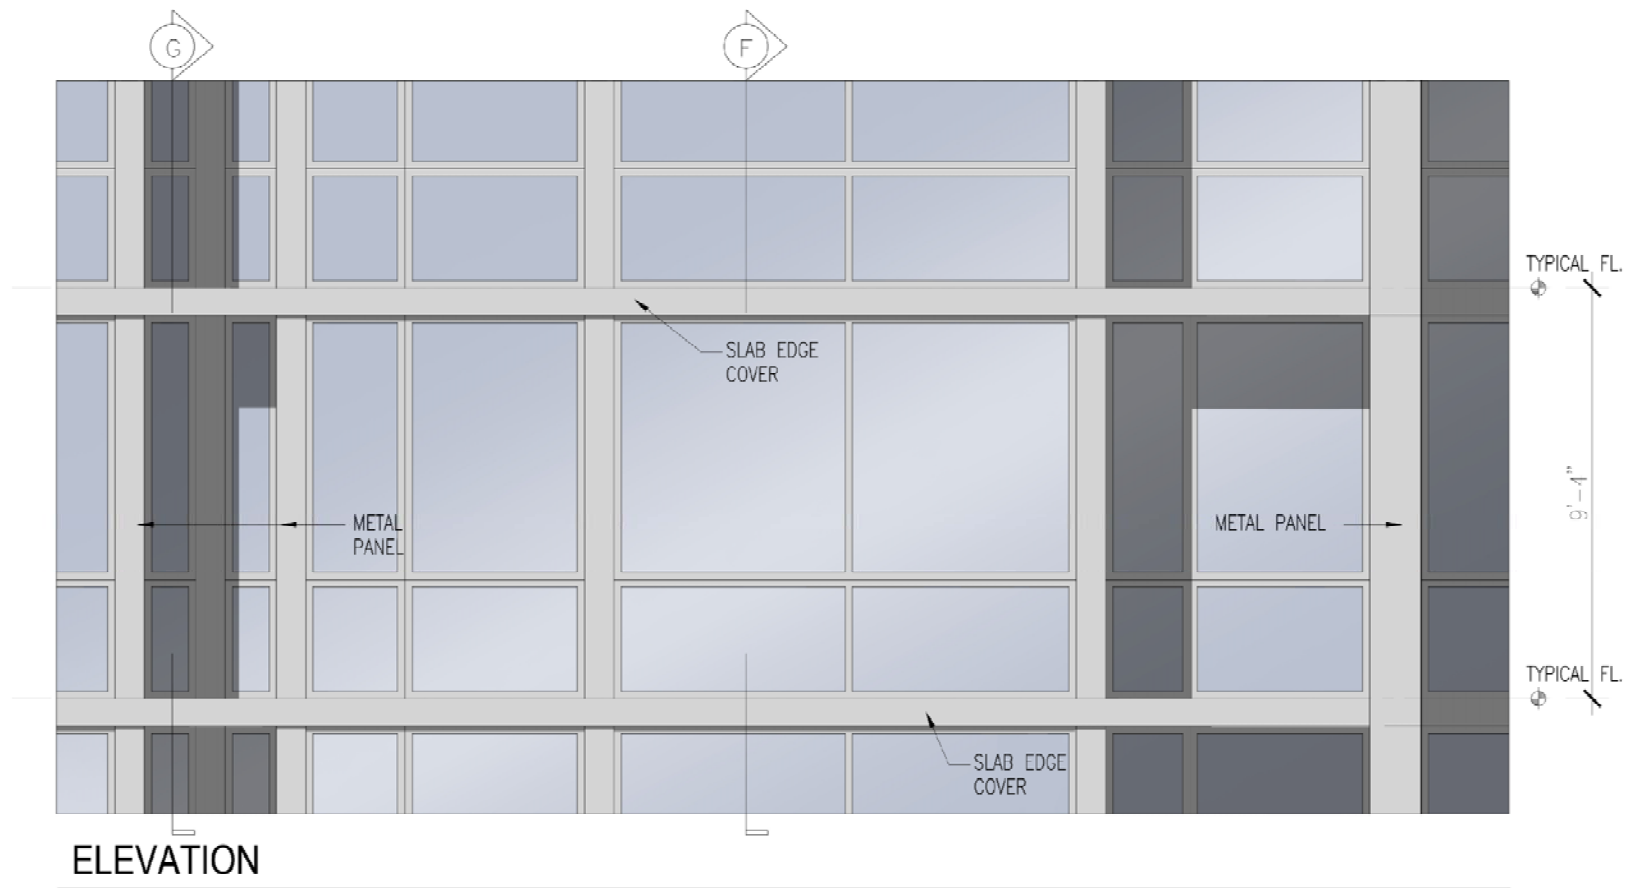 G
F
TYPICAL FL.
SLAB EDGE
COVER
METAL
PANEL
METAL PANEL
9'-4"
TYPICAL FL.
SLAB EDGE
COVER
ELEVATION